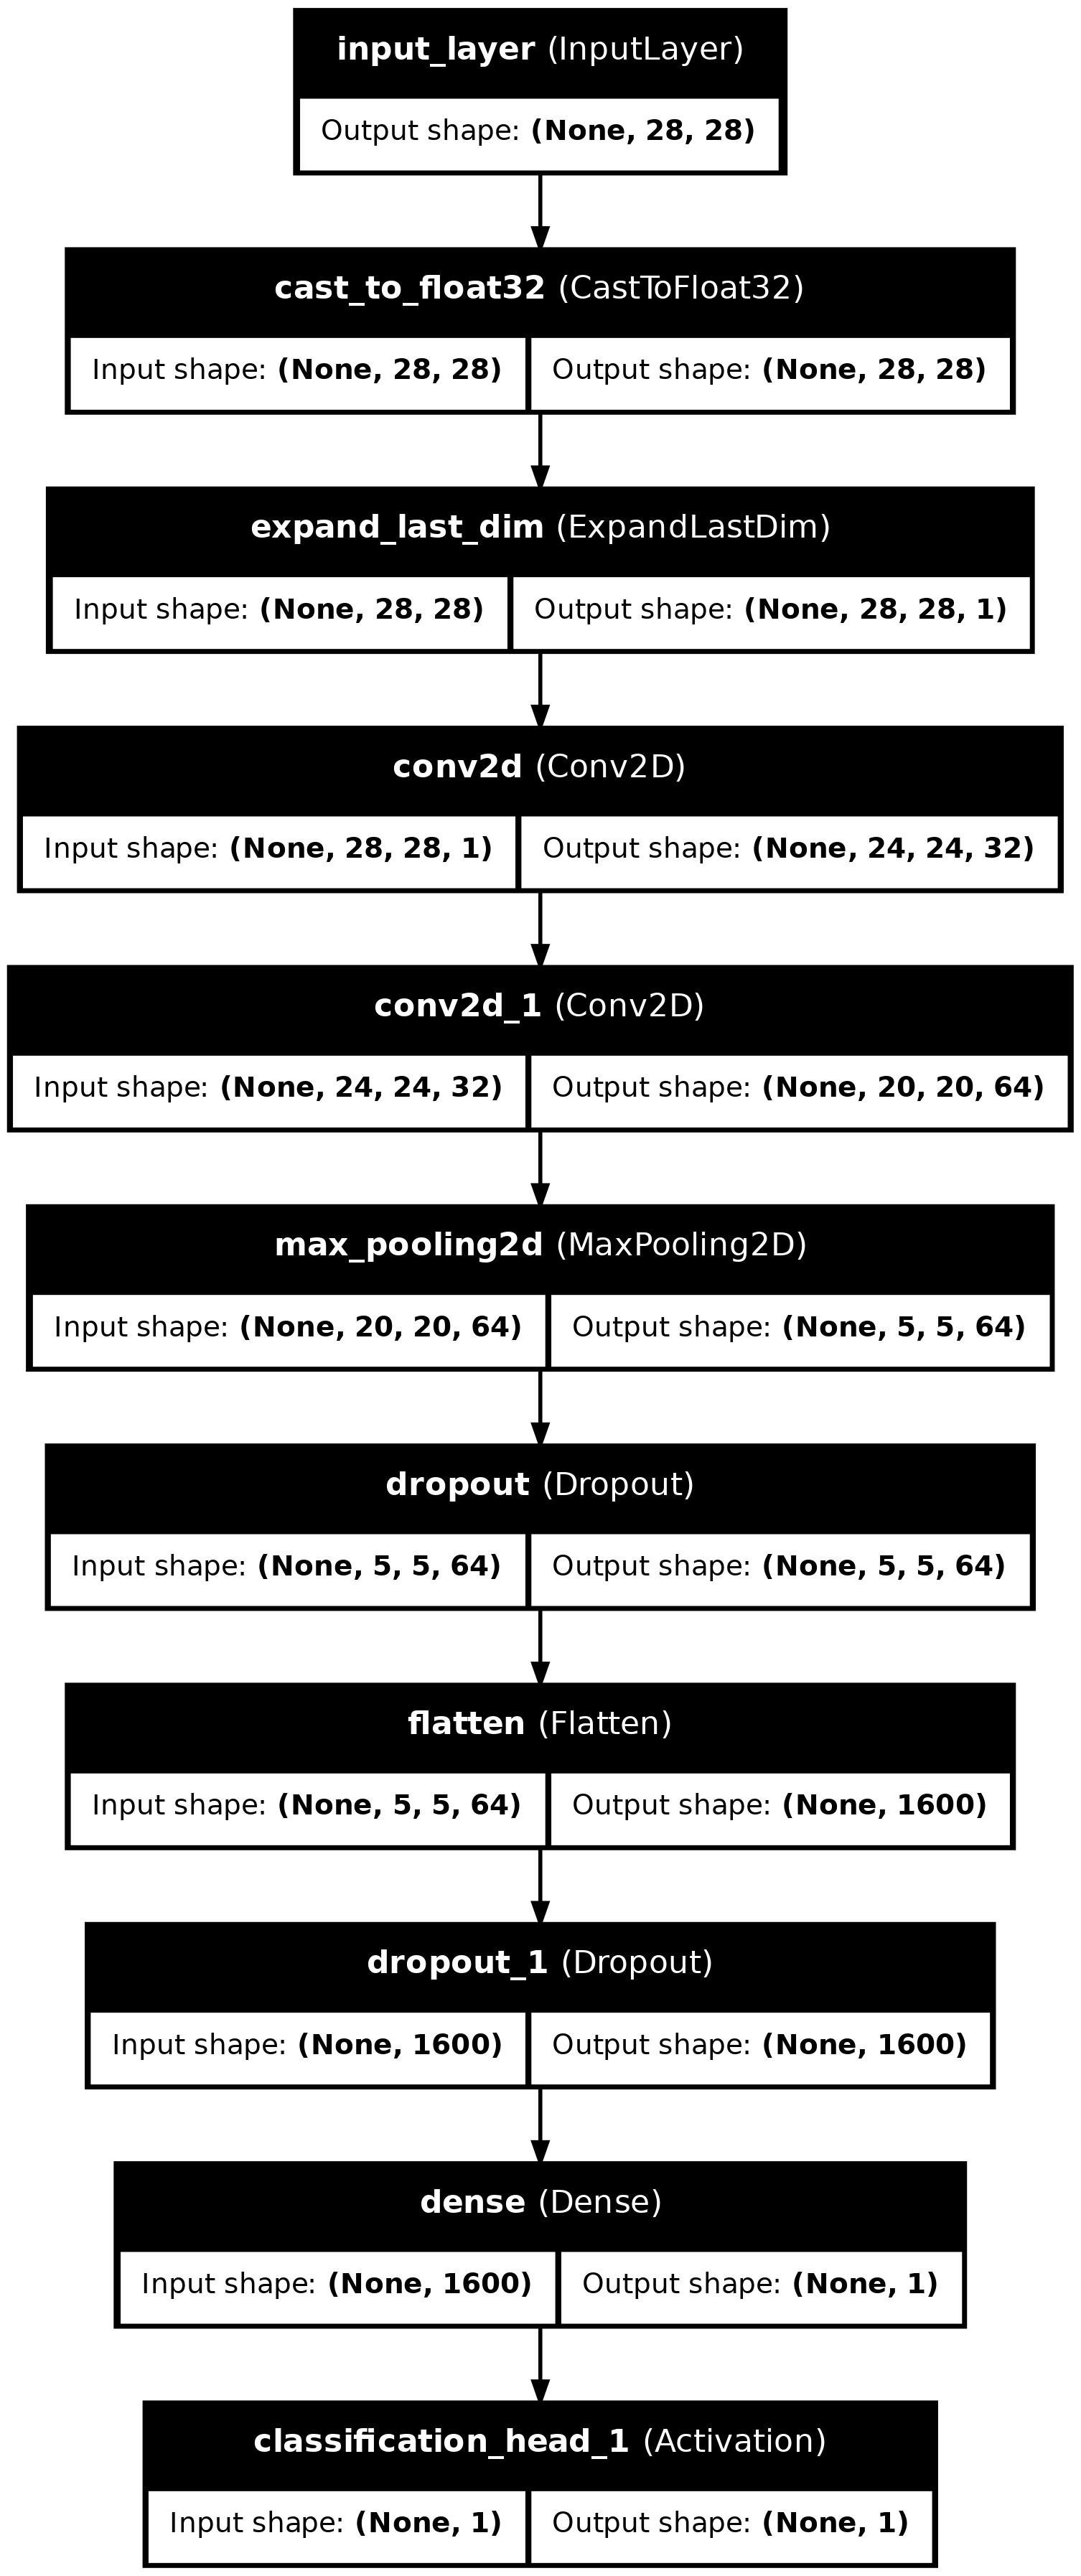 input_layer (InputLayer)
Output shape: (None, 28, 28)
cast_to_float32 (CastToFloat32)
Input shape: (None, 28, 28) Output shape: (None, 28, 28)
expand_last_dim (ExpandLastDim)
Input shape: (None, 28, 28) Output shape: (None, 28, 28, 1)
conv2d (Conv2D)
Input shape: (None, 28, 28, 1) Output shape: (None, 24, 24, 32)
conv2d_1 (Conv2D)
Input shape: (None, 24, 24, 32) Output shape: (None, 20, 20, 64)
max_pooling2d (MaxPooling2D)
Input shape: (None, 20, 20, 64) Output shape: (None, 5, 5, 64)
dropout (Dropout)
Input shape: (None, 5, 5, 64) Output shape: (None, 5, 5, 64)
flatten (Flatten)
Input shape: (None, 5, 5, 64) Output shape: (None, 1600)
dropout_1 (Dropout)
Input shape: (None, 1600) Output shape: (None, 1600)
dense (Dense)
Input shape: (None, 1600) Output shape: (None, 1)
classification_head_1 (Activation)
Input shape: (None, 1) Output shape: (None, 1)